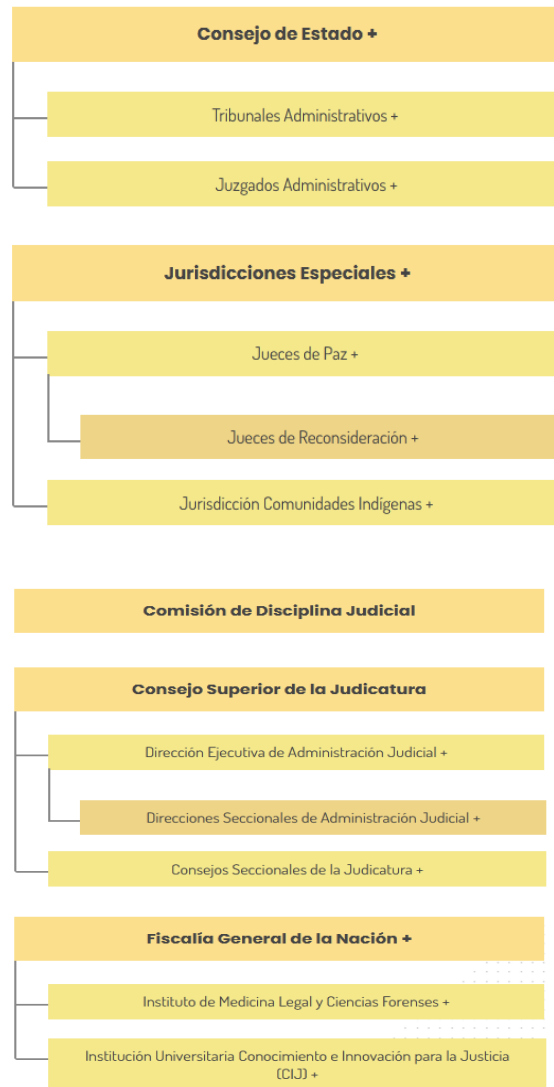 Consejo de Estado +
Tribunales Administrativos +
Juzgados Administrativos +
Jurisdicciones Especiales +
Jueces de Paz +
Jueces de Reconsideración +
Jurisdicción Comunidades Indígenas +
Comisión de Disciplina Judicial
Consejo Superior de la Judicatura
Dirección Ejecutiva de Administración Judicial +
Direcciones Seccionales de Administración Judicial +
Consejos Seccionales de la Judicatura +
Fiscalía General de la Nación +
Instituto de Medicina Legal y Ciencias Forenses +
Institución Universitaria Conocimiento e Innovación para la Justicia
(CIJ) +